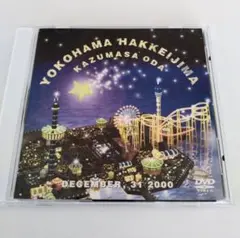 YOKOHAMA HAKKEIJIMA
KAZUMASA ODA
DECEMBER, 31 2000
DVD